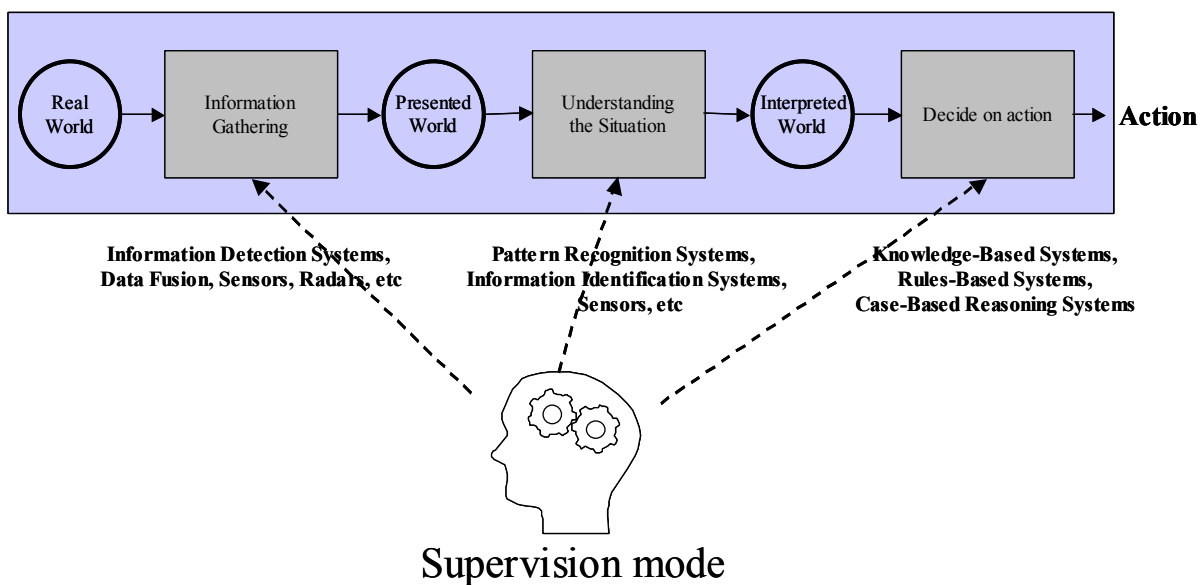 Real
World
Information
Gathering
Presented
World
Understanding
the Situation
Interpreted
World
Decide on action
Action
Information Detection Systems,
Data Fusion, Sensors, Radars, etc
Pattern Recognition Systems,
Information Identification Systems,
Sensors, etc
Knowledge-Based Systems,
Rules-Based Systems,
Case-Based Reasoning Systems
Supervision mode